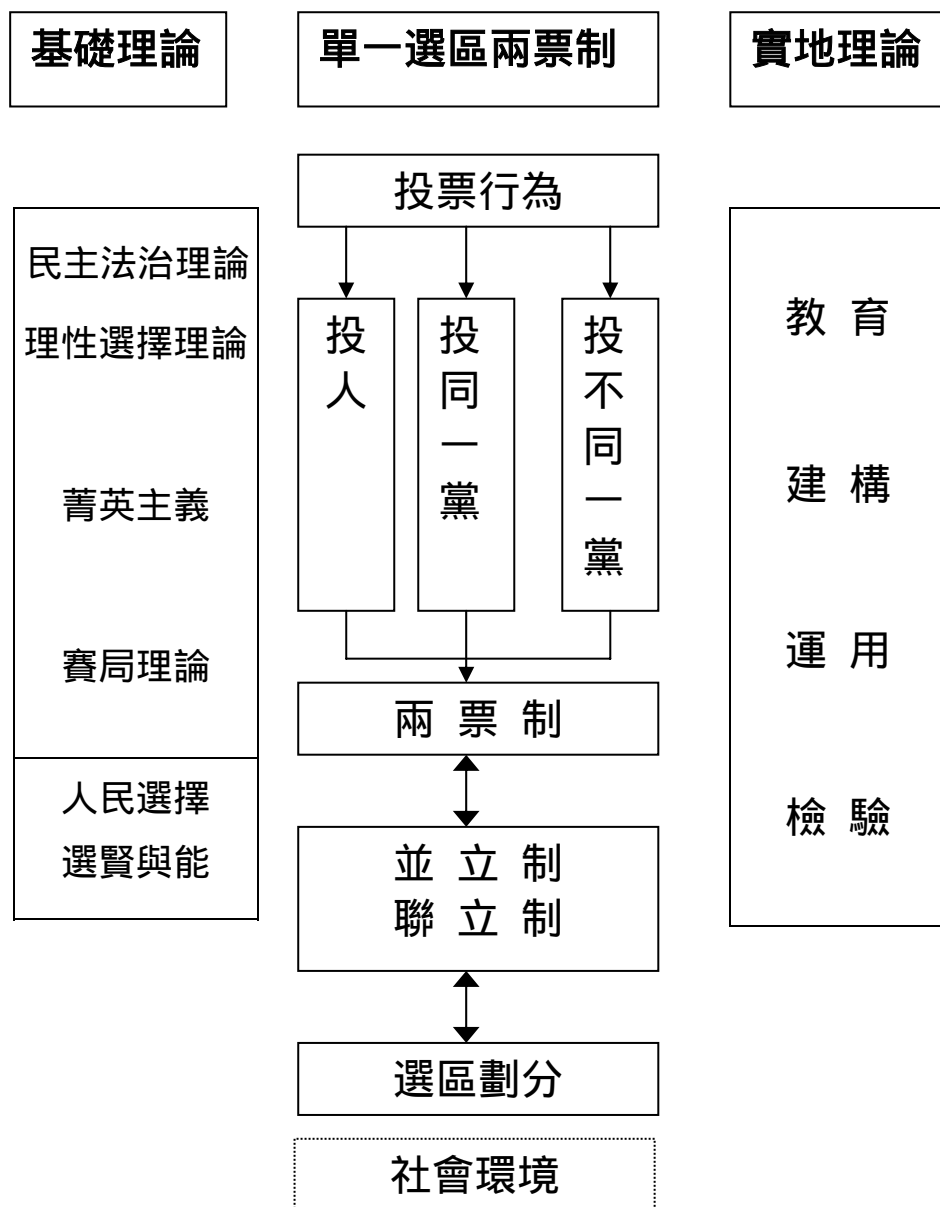 基礎理論
單一選區兩票制
實地理論
投票行為
民主法治理論
理性選擇理論
菁英主義
賽局理論
人民選擇
選賢與能
投人
投同一黨
投不同一黨
兩 票 制
並 立 制
聯 立 制
選區劃分
社會環境
教 育
建 構
運 用
檢 驗